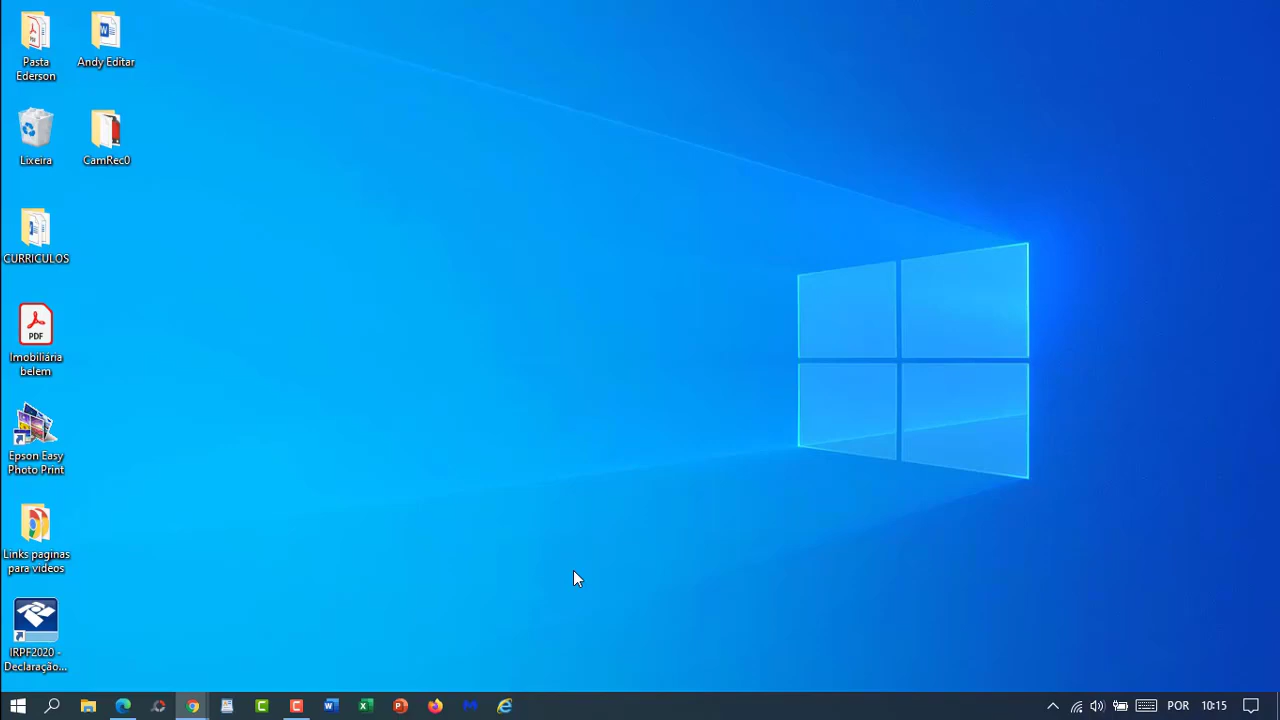 Pasta
Ederson
Andy Editar
Lixeira
CamRec0
CURRICULOS
PDF
Imobiliária
belem
Epson Easy
Photo Print
Links paginas
para videos
IRPF2020 -
Declaração...
POR
10:15